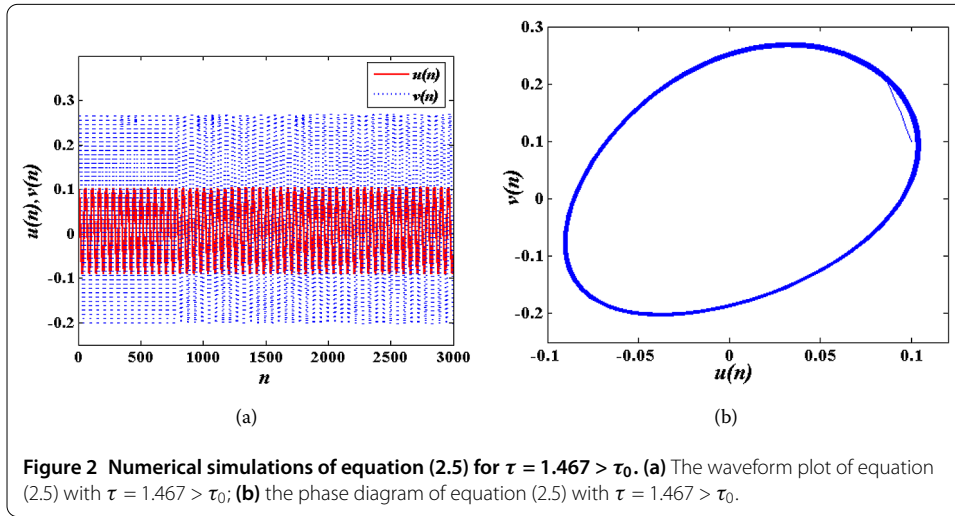 u(n)
v(n)
u(n),v(n)
0.3
0.2
0.1
0
-0.1
-0.2
0 500 1000 1500 2000 2500 3000
n
(a)
v(n)
0.3
0.2
0.1
0
-0.1
-0.2
-0.1 -0.05 0 0.05 0.1
u(n)
(b)
Figure 2 Numerical simulations of equation (2.5) for τ = 1.467 > τ₀. (a) The waveform plot of equation
(2.5) with τ = 1.467 > τ₀; (b) the phase diagram of equation (2.5) with τ = 1.467 > τ₀.